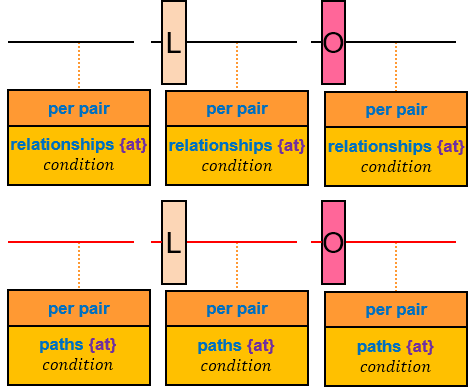 L
O
per pair
per pair
per pair
relationships {at}
relationships {at}
relationships {at}
condition
condition
condition
L
O
per pair
per pair
per pair
paths {at}
paths {at}
paths {at}
condition
condition
condition